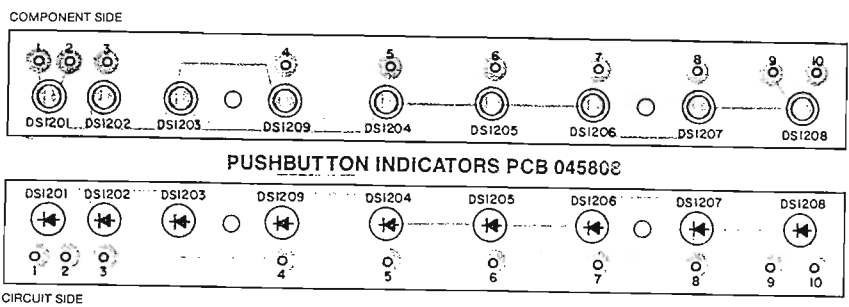 COMPONENT SIDE
1 2 3 4 5 6 7 8 9 10
DS1201 DS1202 DS1203 DS1209 DS1204 DS1205 DS1206 DS1207 DS1208
PUSHBUTTON INDICATORS PCB 045808
DS1201 DS1202 DS1203 DS1209 DS1204 DS1205 DS1206 DS1207 DS1208
1 2 3 4 5 6 7 8 9 10
CIRCUIT SIDE